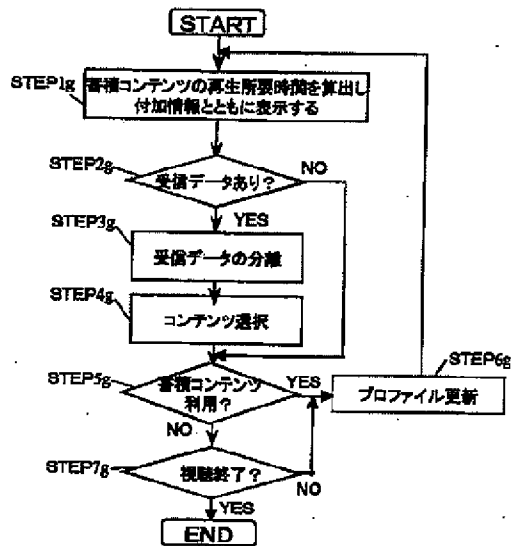 START
STEP1g
蓄積コンテンツの再生所要時間を算出し
付加情報とともに表示する
STEP2g
受信データあり？
NO
YES
STEP3g
受信データの分離
STEP4g
コンテンツ選択
STEP5g
蓄積コンテンツ
利用？
YES
NO
STEP6g
プロファイル更新
STEP7g
視聴終了？
NO
YES
END